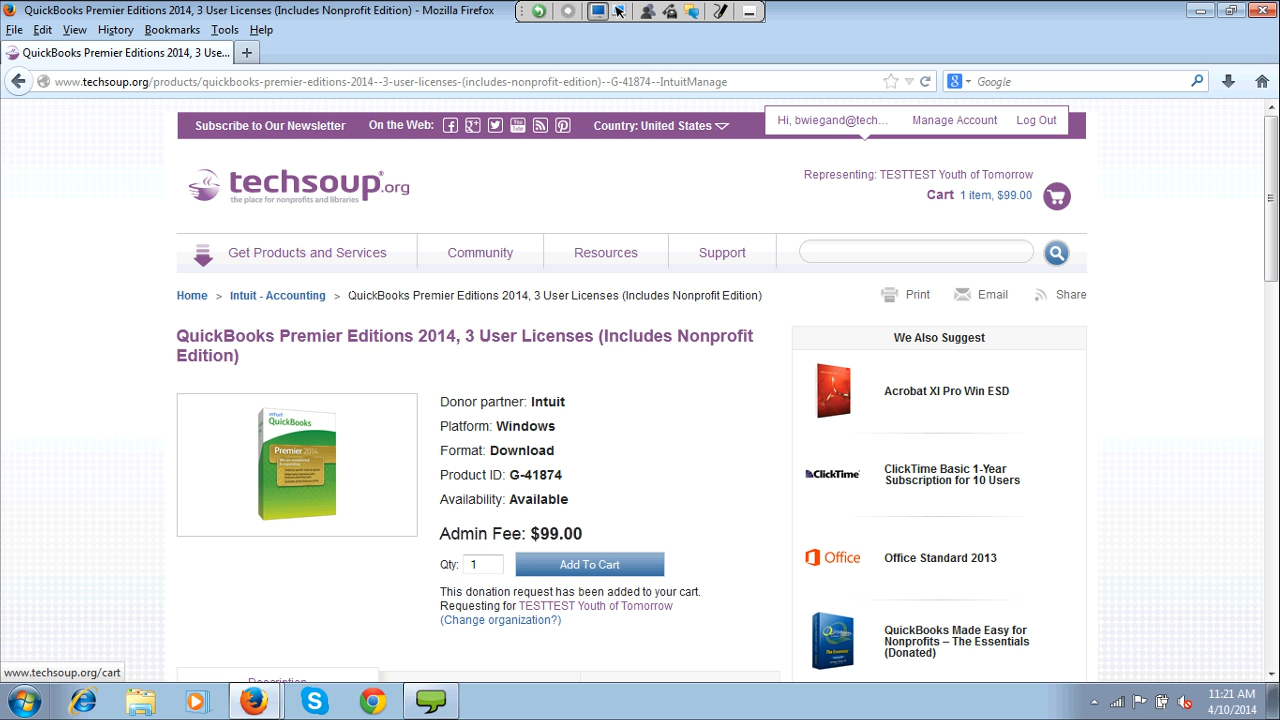 QuickBooks Premier Editions 2014, 3 User Licenses (Includes Nonprofit Edition) - Mozilla Firefox
File Edit View History Bookmarks Tools Help
QuickBooks Premier Editions 2014, 3 Use...
www.techsoup.org/products/quickbooks-premier-editions-2014--3-user-licenses-(includes-nonprofit-edition)--G-41874--IntuitManage
Google
Subscribe to Our Newsletter On the Web: Country: United States Hi, bwiegand@tech... Manage Account Log Out
techsoup.org
the place for nonprofits and libraries
Representing: TESTTEST Youth of Tomorrow
Cart 1 item, $99.00
Get Products and Services Community Resources Support
Home > Intuit - Accounting > QuickBooks Premier Editions 2014, 3 User Licenses (Includes Nonprofit Edition) Print Email Share
QuickBooks Premier Editions 2014, 3 User Licenses (Includes Nonprofit
Edition)
intuit
QuickBooks
Premier 2014
Donor partner: Intuit
Platform: Windows
Format: Download
Product ID: G-41874
Availability: Available
Admin Fee: $99.00
Qty: 1 Add To Cart
This donation request has been added to your cart.
Requesting for TESTTEST Youth of Tomorrow
(Change organization?)
Description
We Also Suggest
Acrobat XI Pro Win ESD
ClickTime
ClickTime Basic 1-Year
Subscription for 10 Users
Office
Office Standard 2013
QuickBooks Made Easy for
Nonprofits – The Essentials
(Donated)
www.techsoup.org/cart
11:21 AM
4/10/2014